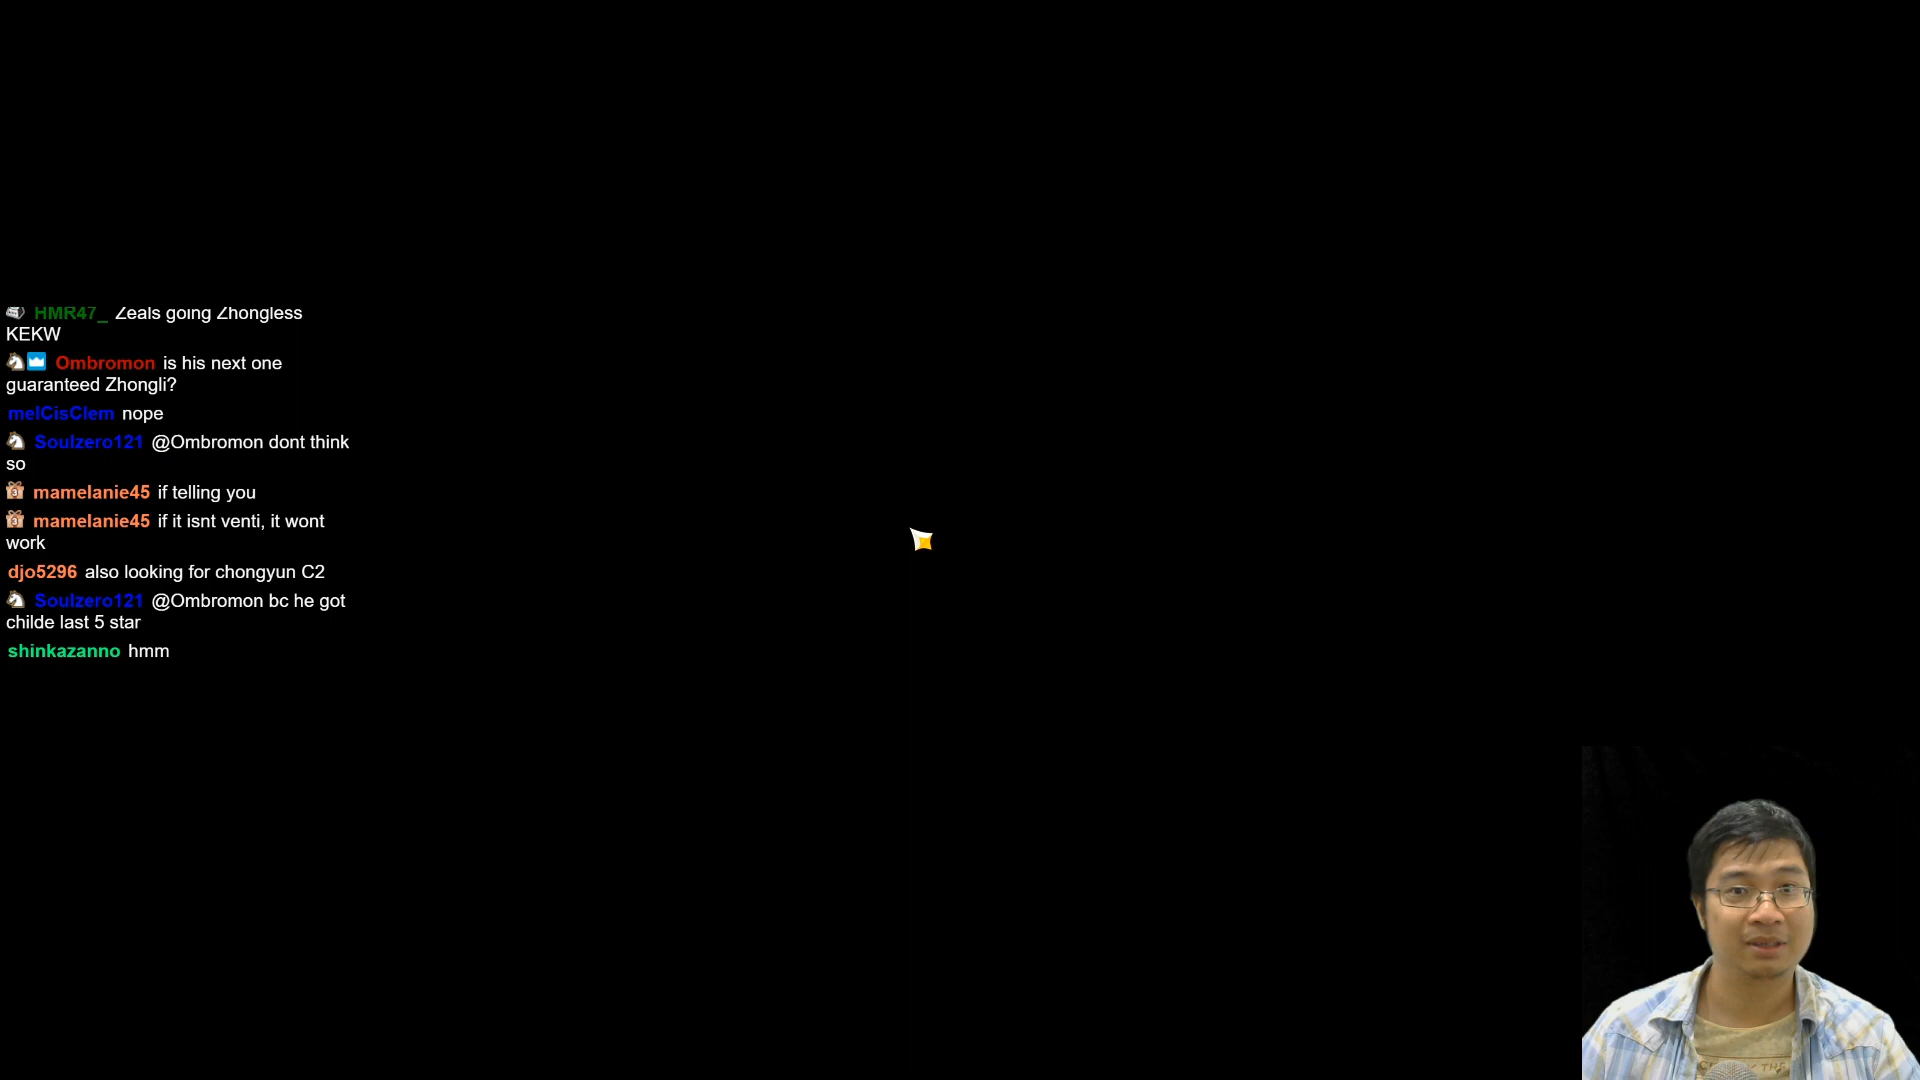 HMR47_ Zeals going Zhongless
KEKW
Ombromon is his next one
guaranteed Zhongli?
melCisClem nope
Soulzero121 @Ombromon dont think
so
mamelanie45 if telling you
mamelanie45 if it isnt venti, it wont
work
djo5296 also looking for chongyun C2
Soulzero121 @Ombromon bc he got
childe last 5 star
shinkazanno hmm